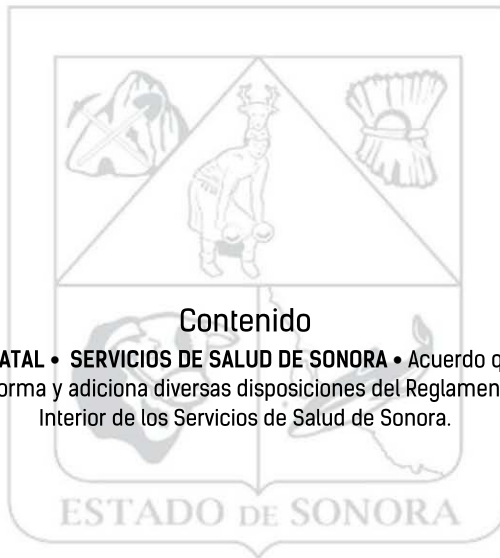 Contenido
ATAL • SERVICIOS DE SALUD DE SONORA • Acuerdo q
orma y adiciona diversas disposiciones del Reglamen
Interior de los Servicios de Salud de Sonora.
ESTADO DE SONORA